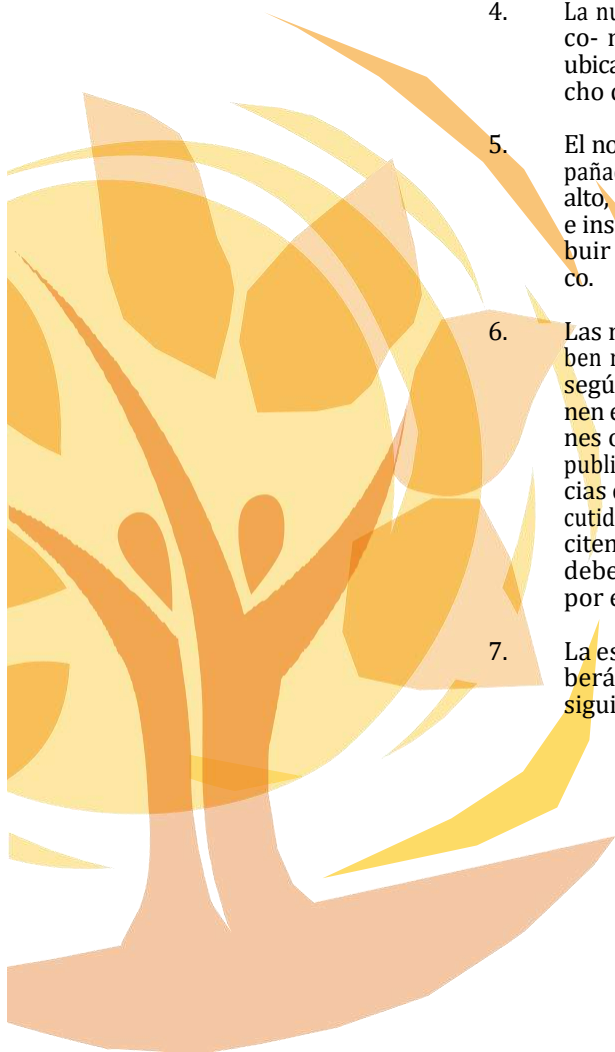 4. La nu
co- n
ubica
cho c
5. El no
paña
alto,
e ins
buir
co.
6. Las n
ben n
segú
nen e
nes c
public
cias c
cutid
citen
debe
por e
7. La es
berá
sigui